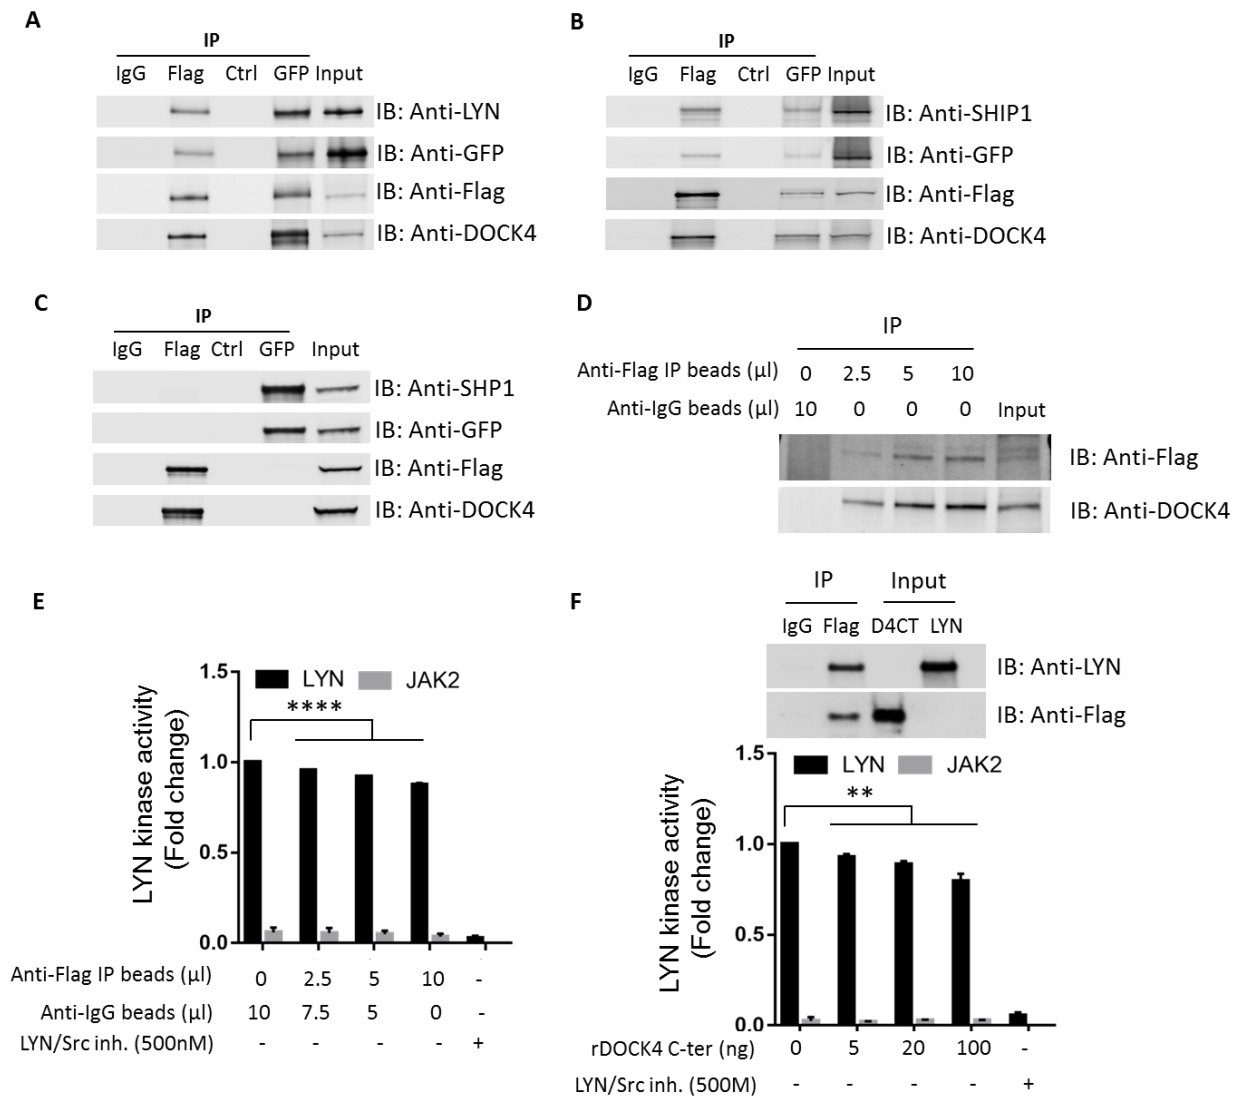 A
IP
IgG Flag Ctrl GFP Input
IB: Anti-LYN
IB: Anti-GFP
IB: Anti-Flag
IB: Anti-DOCK4
B
IP
IgG Flag Ctrl GFP Input
IB: Anti-SHIP1
IB: Anti-GFP
IB: Anti-Flag
IB: Anti-DOCK4
C
IP
IgG Flag Ctrl GFP Input
IB: Anti-SHP1
IB: Anti-GFP
IB: Anti-Flag
IB: Anti-DOCK4
D
IP
Anti-Flag IP beads (µl) 0 2.5 5 10
Anti-IgG beads (µl) 10 0 0 0 Input
IB: Anti-Flag
IB: Anti-DOCK4
E
LYN kinase activity
(Fold change)
1.5
1.0
0.5
0.0
LYN JAK2
****
Anti-Flag IP beads (µl) 0 2.5 5 10 -
Anti-IgG beads (µl) 10 7.5 5 0 -
LYN/Src inh. (500nM) - - - - +
F
IP Input
IgG Flag D4CT LYN
IB: Anti-LYN
IB: Anti-Flag
LYN kinase activity
(Fold change)
1.5
1.0
0.5
0.0
LYN JAK2
**
rDOCK4 C-ter (ng) 0 5 20 100 -
LYN/Src inh. (500M) - - - - +